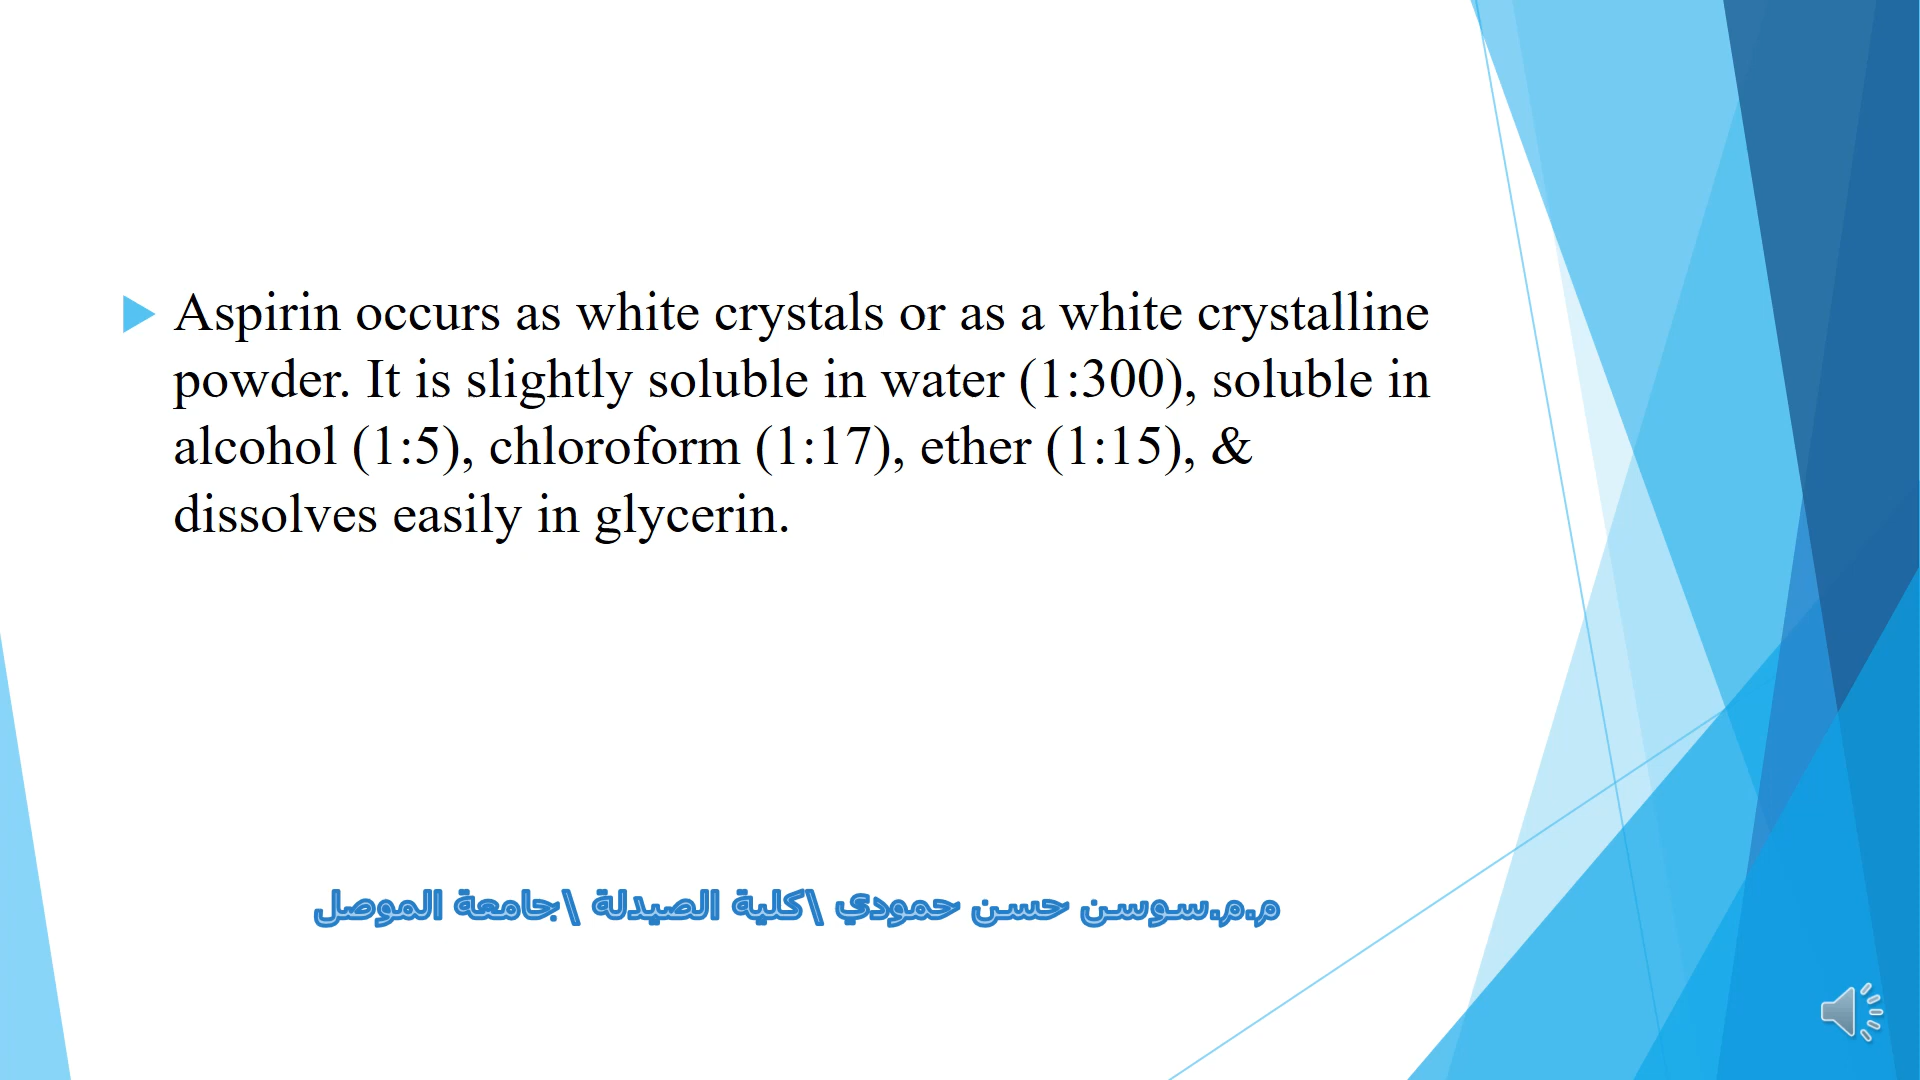 Aspirin occurs as white crystals or as a white crystalline
powder. It is slightly soluble in water (1:300), soluble in
alcohol (1:5), chloroform (1:17), ether (1:15), &
dissolves easily in glycerin.
م.م.سوسن حسن حمودي \كلية الصيدلة \جامعة الموصل